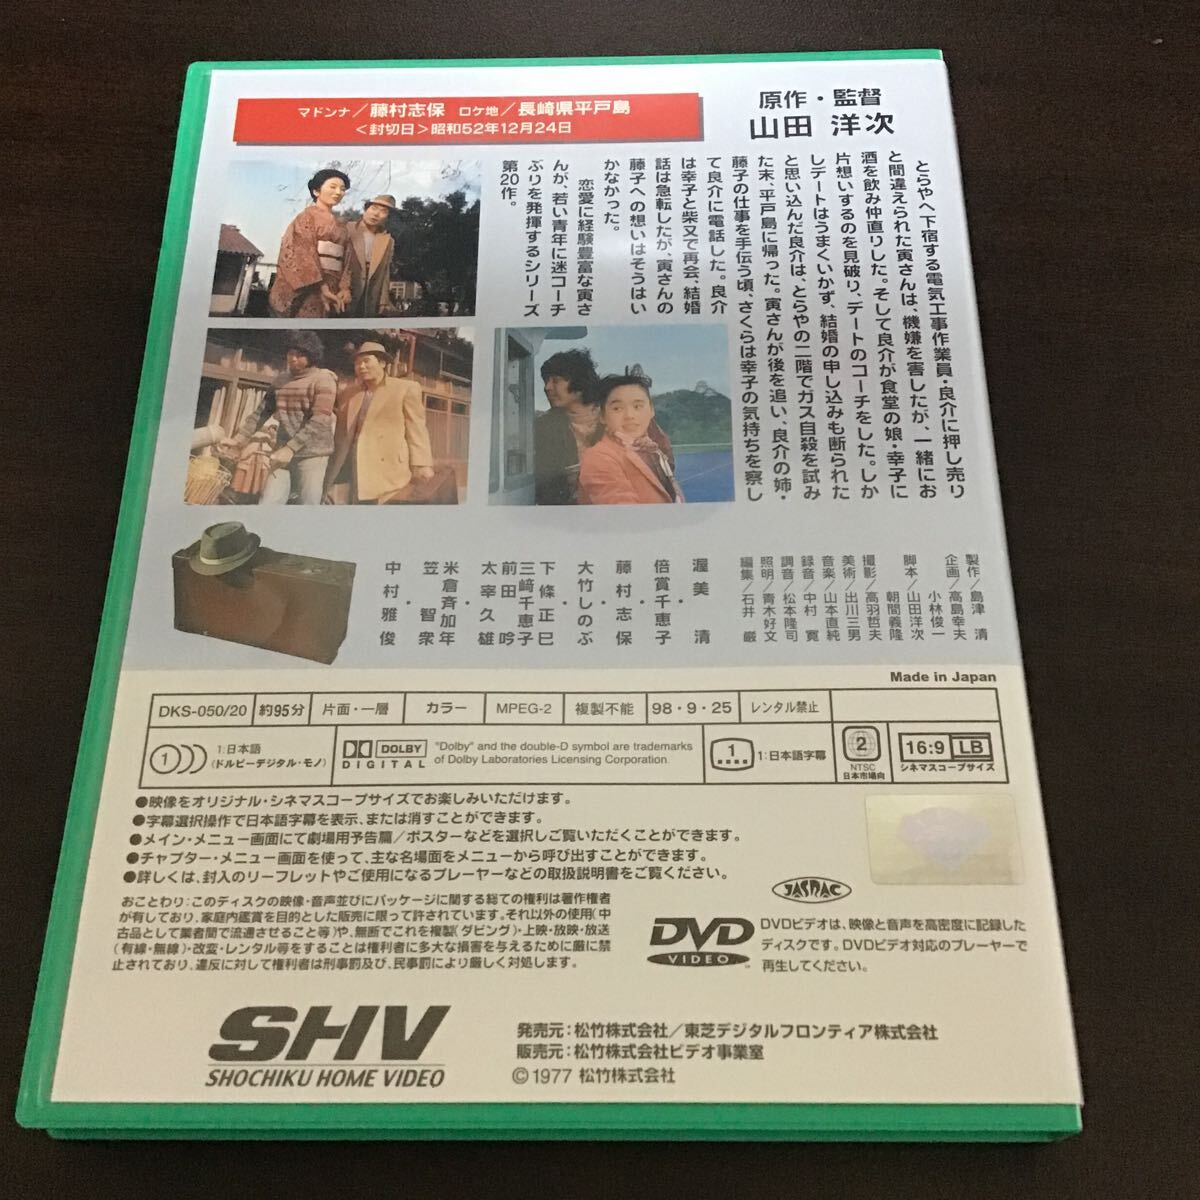 マドンナ／藤村志保 ロケ地／長崎県平戸島
＜封切日＞昭和52年12月24日
原作・監督
山田 洋次
とらやへ下宿する電気工事作業員・良介に押し売り
と間違えられた寅さんは、機嫌を害したが、一緒にお
酒を飲み仲直りした。そして良介が食堂の娘・幸子に
片想いするのを見破り、デートのコーチをした。しか
しデートはうまくいかず、結婚の申し込みも断られた
と思い込んだ良介は、とらやの二階でガス自殺を試み
た末、平戸島に帰った。寅さんが後を追い、良介の姉・
藤子の仕事を手伝う頃、さくらは幸子の気持ちを察し
て良介に電話した。良介
は幸子と柴又で再会、結婚
話は急転したが、寅さんの
藤子への想いはそうはい
かなかった。
恋愛に経験豊富な寅さ
んが、若い青年に迷コーチ
ぶりを発揮するシリーズ
第20作。
製作／島津 清
企画／高島幸夫
小林俊一
脚本／山田洋次
朝間義隆
撮影／高羽哲夫
美術／出川三男
音楽／山本直純
録音／中村 寛
調音／松本隆司
照明／青木好文
編集／石井 巌
渥美 清
・
倍賞千恵子
・
藤村志保
・
大竹しのぶ
・
下條正巳
三﨑千恵子
前田 吟
太宰久雄
・
米倉斉加年
笠 智衆
・
中村雅俊
Made in Japan
DKS-050/20 約95分 片面・一層 カラー MPEG-2 複製不能 98・9・25 レンタル禁止
1 1:日本語
(ドルビーデジタル・モノ)
DOLBY
DIGITAL
"Dolby" and the double-D symbol are trademarks
of Dolby Laboratories Licensing Corporation.
1 1:日本語字幕
2
NTSC
日本市場向
16:9 LB
シネマスコープサイズ
●映像をオリジナル・シネマスコープサイズでお楽しみいただけます。
●字幕選択操作で日本語字幕を表示、または消すことができます。
●メイン・メニュー画面にて劇場用予告篇／ポスターなどを選択しご覧いただくことができます。
●チャプター・メニュー画面を使って、主な名場面をメニューから呼び出すことができます。
●詳しくは、封入のリーフレットやご使用になるプレーヤーなどの取扱説明書をご覧ください。
おことわり:このディスクの映像・音声並びにパッケージに関する総ての権利は著作権者
が有しており、家庭内鑑賞を目的とした販売に限って許されています。それ以外の使用(中
古品として業者間で流通させること等)や、無断でこれを複製(ダビング)・上映・放映・放送
(有線・無線)・改変・レンタル等をすることは権利者に多大な損害を与えるために厳に禁
止されており、違反に対して権利者は刑事罰及び、民事罰により厳しく対処します。
JASRAC
DVD
VIDEO
DVDビデオは、映像と音声を高密度に記録した
ディスクです。DVDビデオ対応のプレーヤーで
再生してください。
SHV
SHOCHIKU HOME VIDEO
発売元:松竹株式会社／東芝デジタルフロンティア株式会社
販売元:松竹株式会社ビデオ事業室
©1977 松竹株式会社